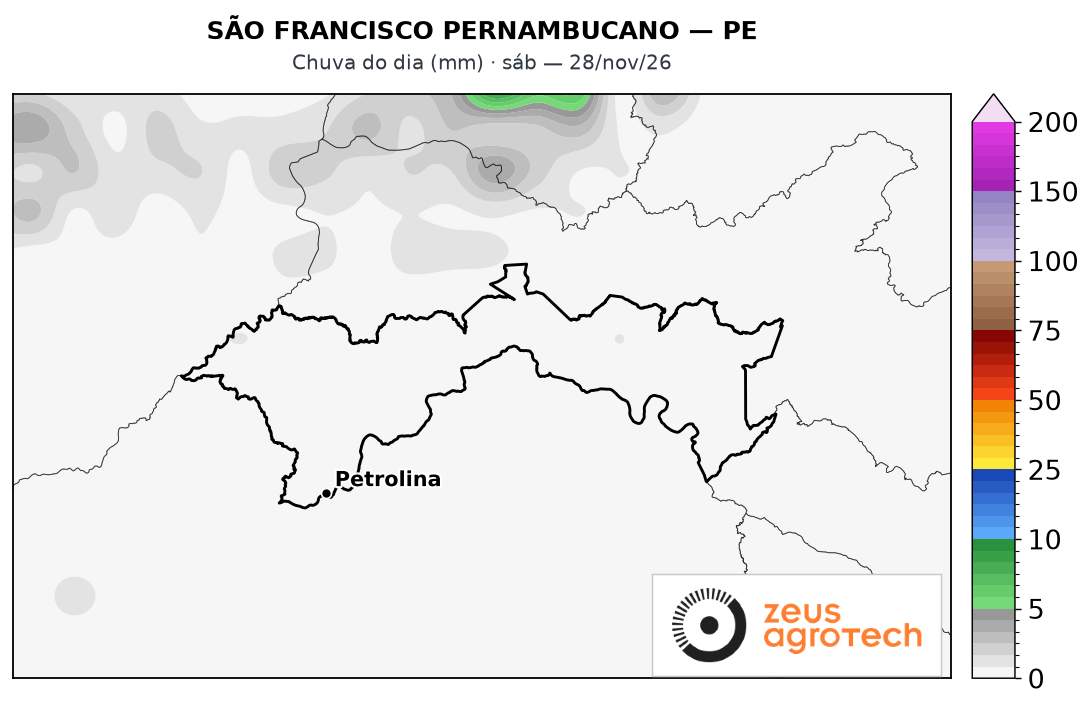 SÃO FRANCISCO PERNAMBUCANO — PE
Chuva do dia (mm) · sáb — 28/nov/26
200
150
100
75
50
25
10
5
0
Petrolina
zeus
agrotech